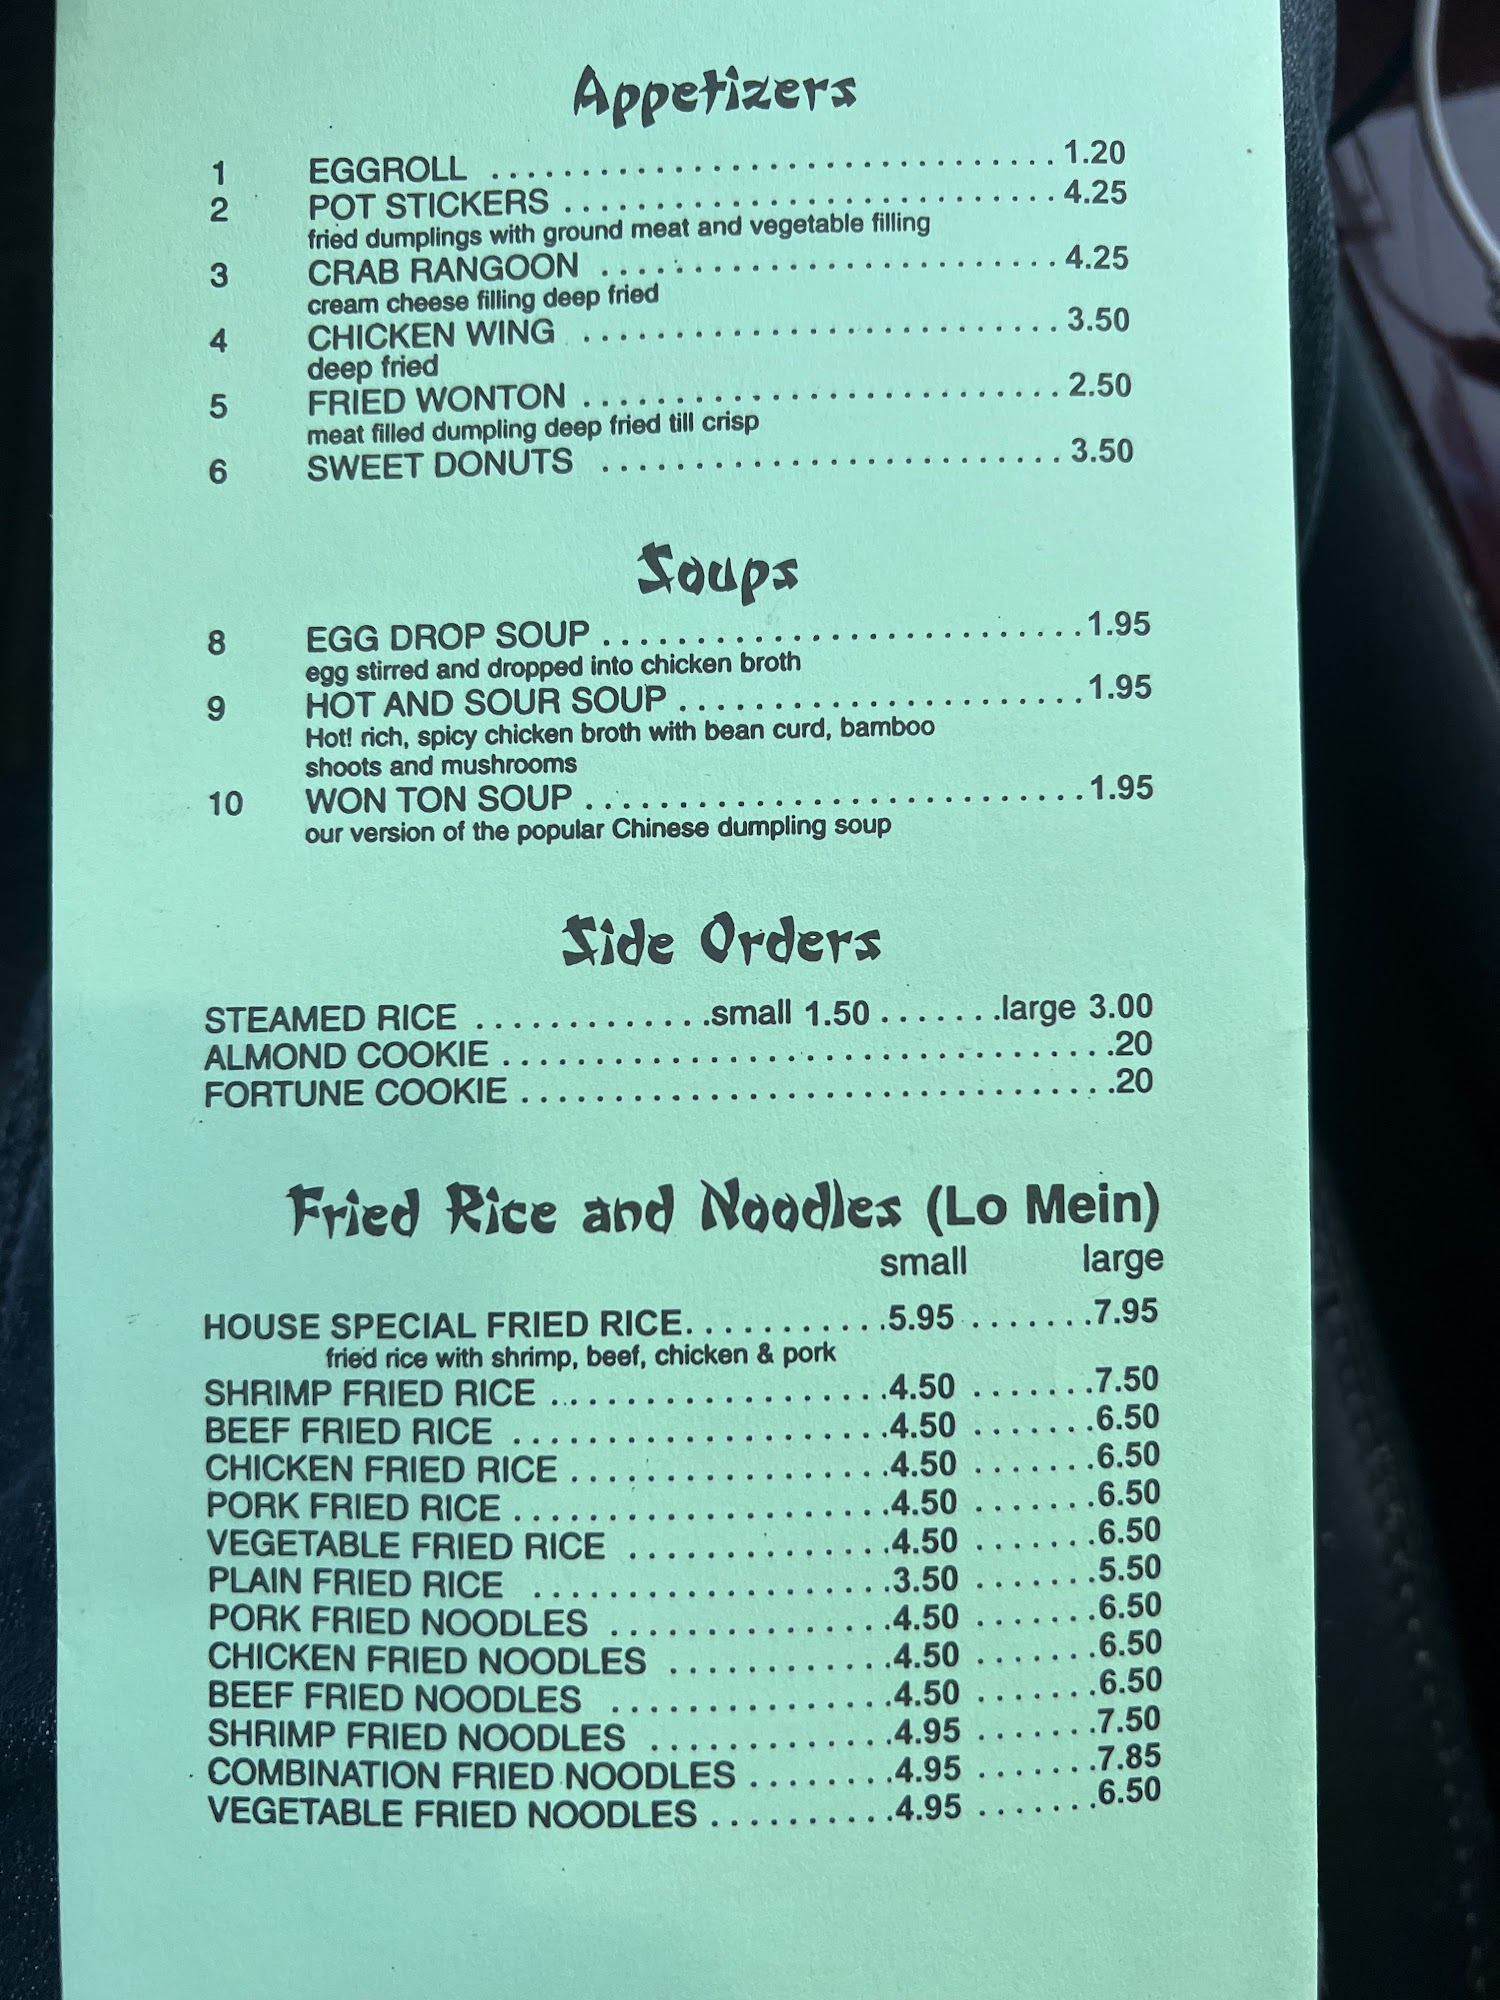 Appetizers
1 EGGROLL ................................ 1.20
2 POT STICKERS ........................... 4.25
fried dumplings with ground meat and vegetable filling
3 CRAB RANGOON ......................... 4.25
cream cheese filling deep fried
4 CHICKEN WING .......................... 3.50
deep fried
5 FRIED WONTON .......................... 2.50
meat filled dumpling deep fried till crisp
6 SWEET DONUTS ......................... 3.50
Soups
8 EGG DROP SOUP .......................... 1.95
egg stirred and dropped into chicken broth
9 HOT AND SOUR SOUP ...................... 1.95
Hot! rich, spicy chicken broth with bean curd, bamboo
shoots and mushrooms
10 WON TON SOUP ........................... 1.95
our version of the popular Chinese dumpling soup
Side Orders
STEAMED RICE .............small 1.50 .......large 3.00
ALMOND COOKIE .................................20
FORTUNE COOKIE ................................20
Fried Rice and Noodles (Lo Mein)
small large
HOUSE SPECIAL FRIED RICE...........5.95 .......7.95
fried rice with shrimp, beef, chicken & pork
SHRIMP FRIED RICE ..................4.50 .......7.50
BEEF FRIED RICE ....................4.50 .......6.50
CHICKEN FRIED RICE .................4.50 .......6.50
PORK FRIED RICE ....................4.50 .......6.50
VEGETABLE FRIED RICE ..............4.50 .......6.50
PLAIN FRIED RICE ...................3.50 .......5.50
PORK FRIED NOODLES ...............4.50 .......6.50
CHICKEN FRIED NOODLES ............4.50 .......6.50
BEEF FRIED NOODLES ...............4.50 .......6.50
SHRIMP FRIED NOODLES .............4.95 .......7.50
COMBINATION FRIED NOODLES ........4.95 .......7.85
VEGETABLE FRIED NOODLES ..........4.95 .......6.50